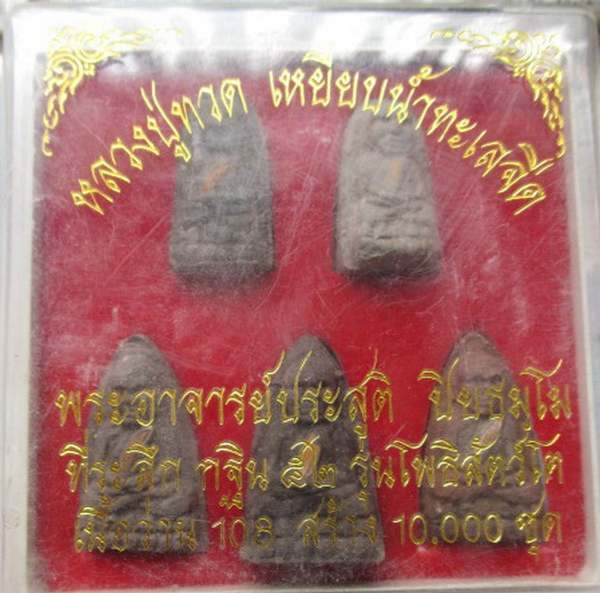 หลวงปู่ทวด เหยียบน้ำทะเลจืด
พระอาจารย์ประสูติ ปิยธมฺโม
ที่ระลึก กฐิน ๕๒ รุ่นโพธิสัตว์โต
เนื้อว่าน 108 สร้าง 10,000 ชุด